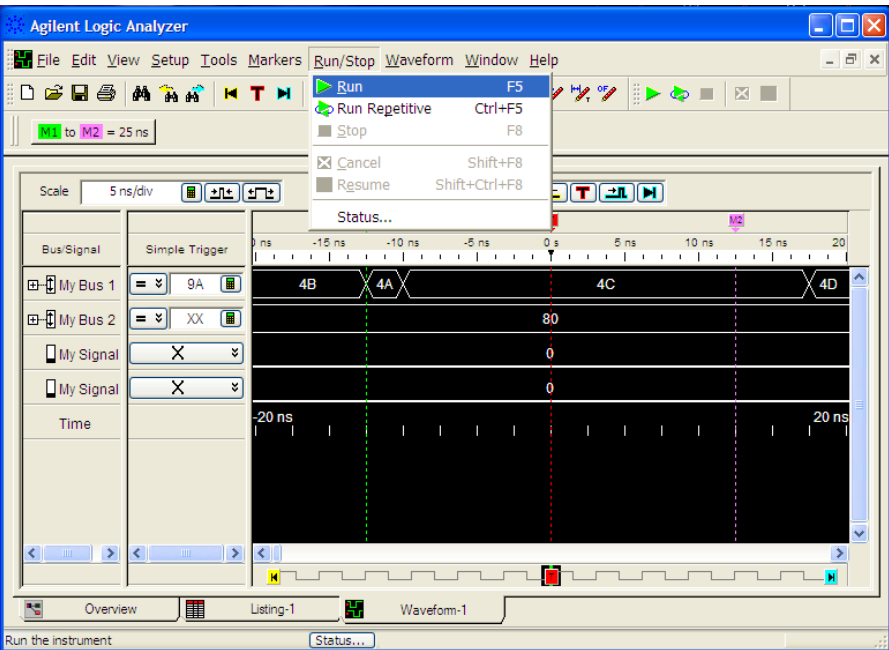 Agilent Logic Analyzer
File Edit View Setup Tools Markers Run/Stop Waveform Window Help
Run F5
Run Repetitive Ctrl+F5
Stop F8
Cancel Shift+F8
Resume Shift+Ctrl+F8
Status...
T
M1 to M2 = 25 ns
Scale 5 ns/div
T
M2
Bus/Signal Simple Trigger
ns -15 ns -10 ns -5 ns 0 s 5 ns 10 ns 15 ns 20
My Bus 1 = 9A 4B 4A 4C 4D
My Bus 2 = XX 80
My Signal X 0
My Signal X 0
Time -20 ns 20 ns
T
Overview Listing-1 Waveform-1
Run the instrument Status...